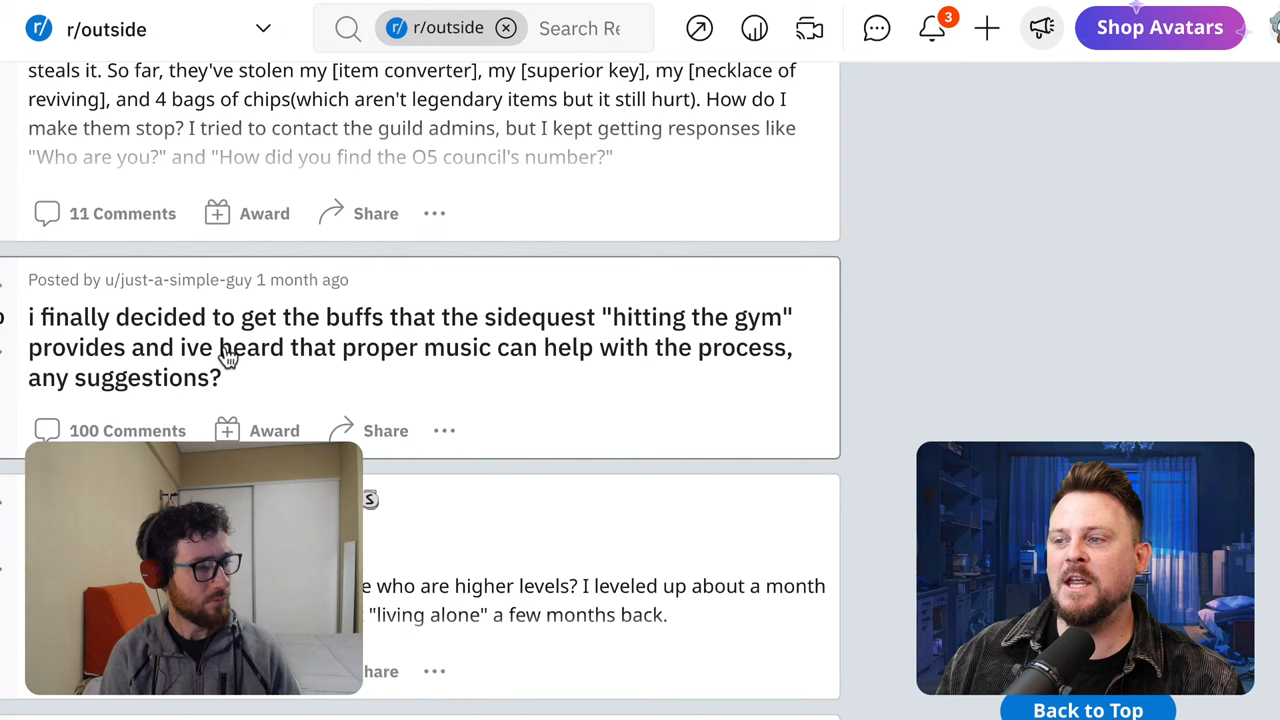 r/outside
r/outside
Search Re
3
Shop Avatars
steals it. So far, they've stolen my [item converter], my [superior key], my [necklace of
reviving], and 4 bags of chips(which aren't legendary items but it still hurt). How do I
make them stop? I tried to contact the guild admins, but I kept getting responses like
"Who are you?" and "How did you find the O5 council's number?"
11 Comments
Award
Share
Posted by u/just-a-simple-guy 1 month ago
i finally decided to get the buffs that the sidequest "hitting the gym"
provides and ive heard that proper music can help with the process,
any suggestions?
100 Comments
Award
Share
e who are higher levels? I leveled up about a month
"living alone" a few months back.
hare
Back to Top